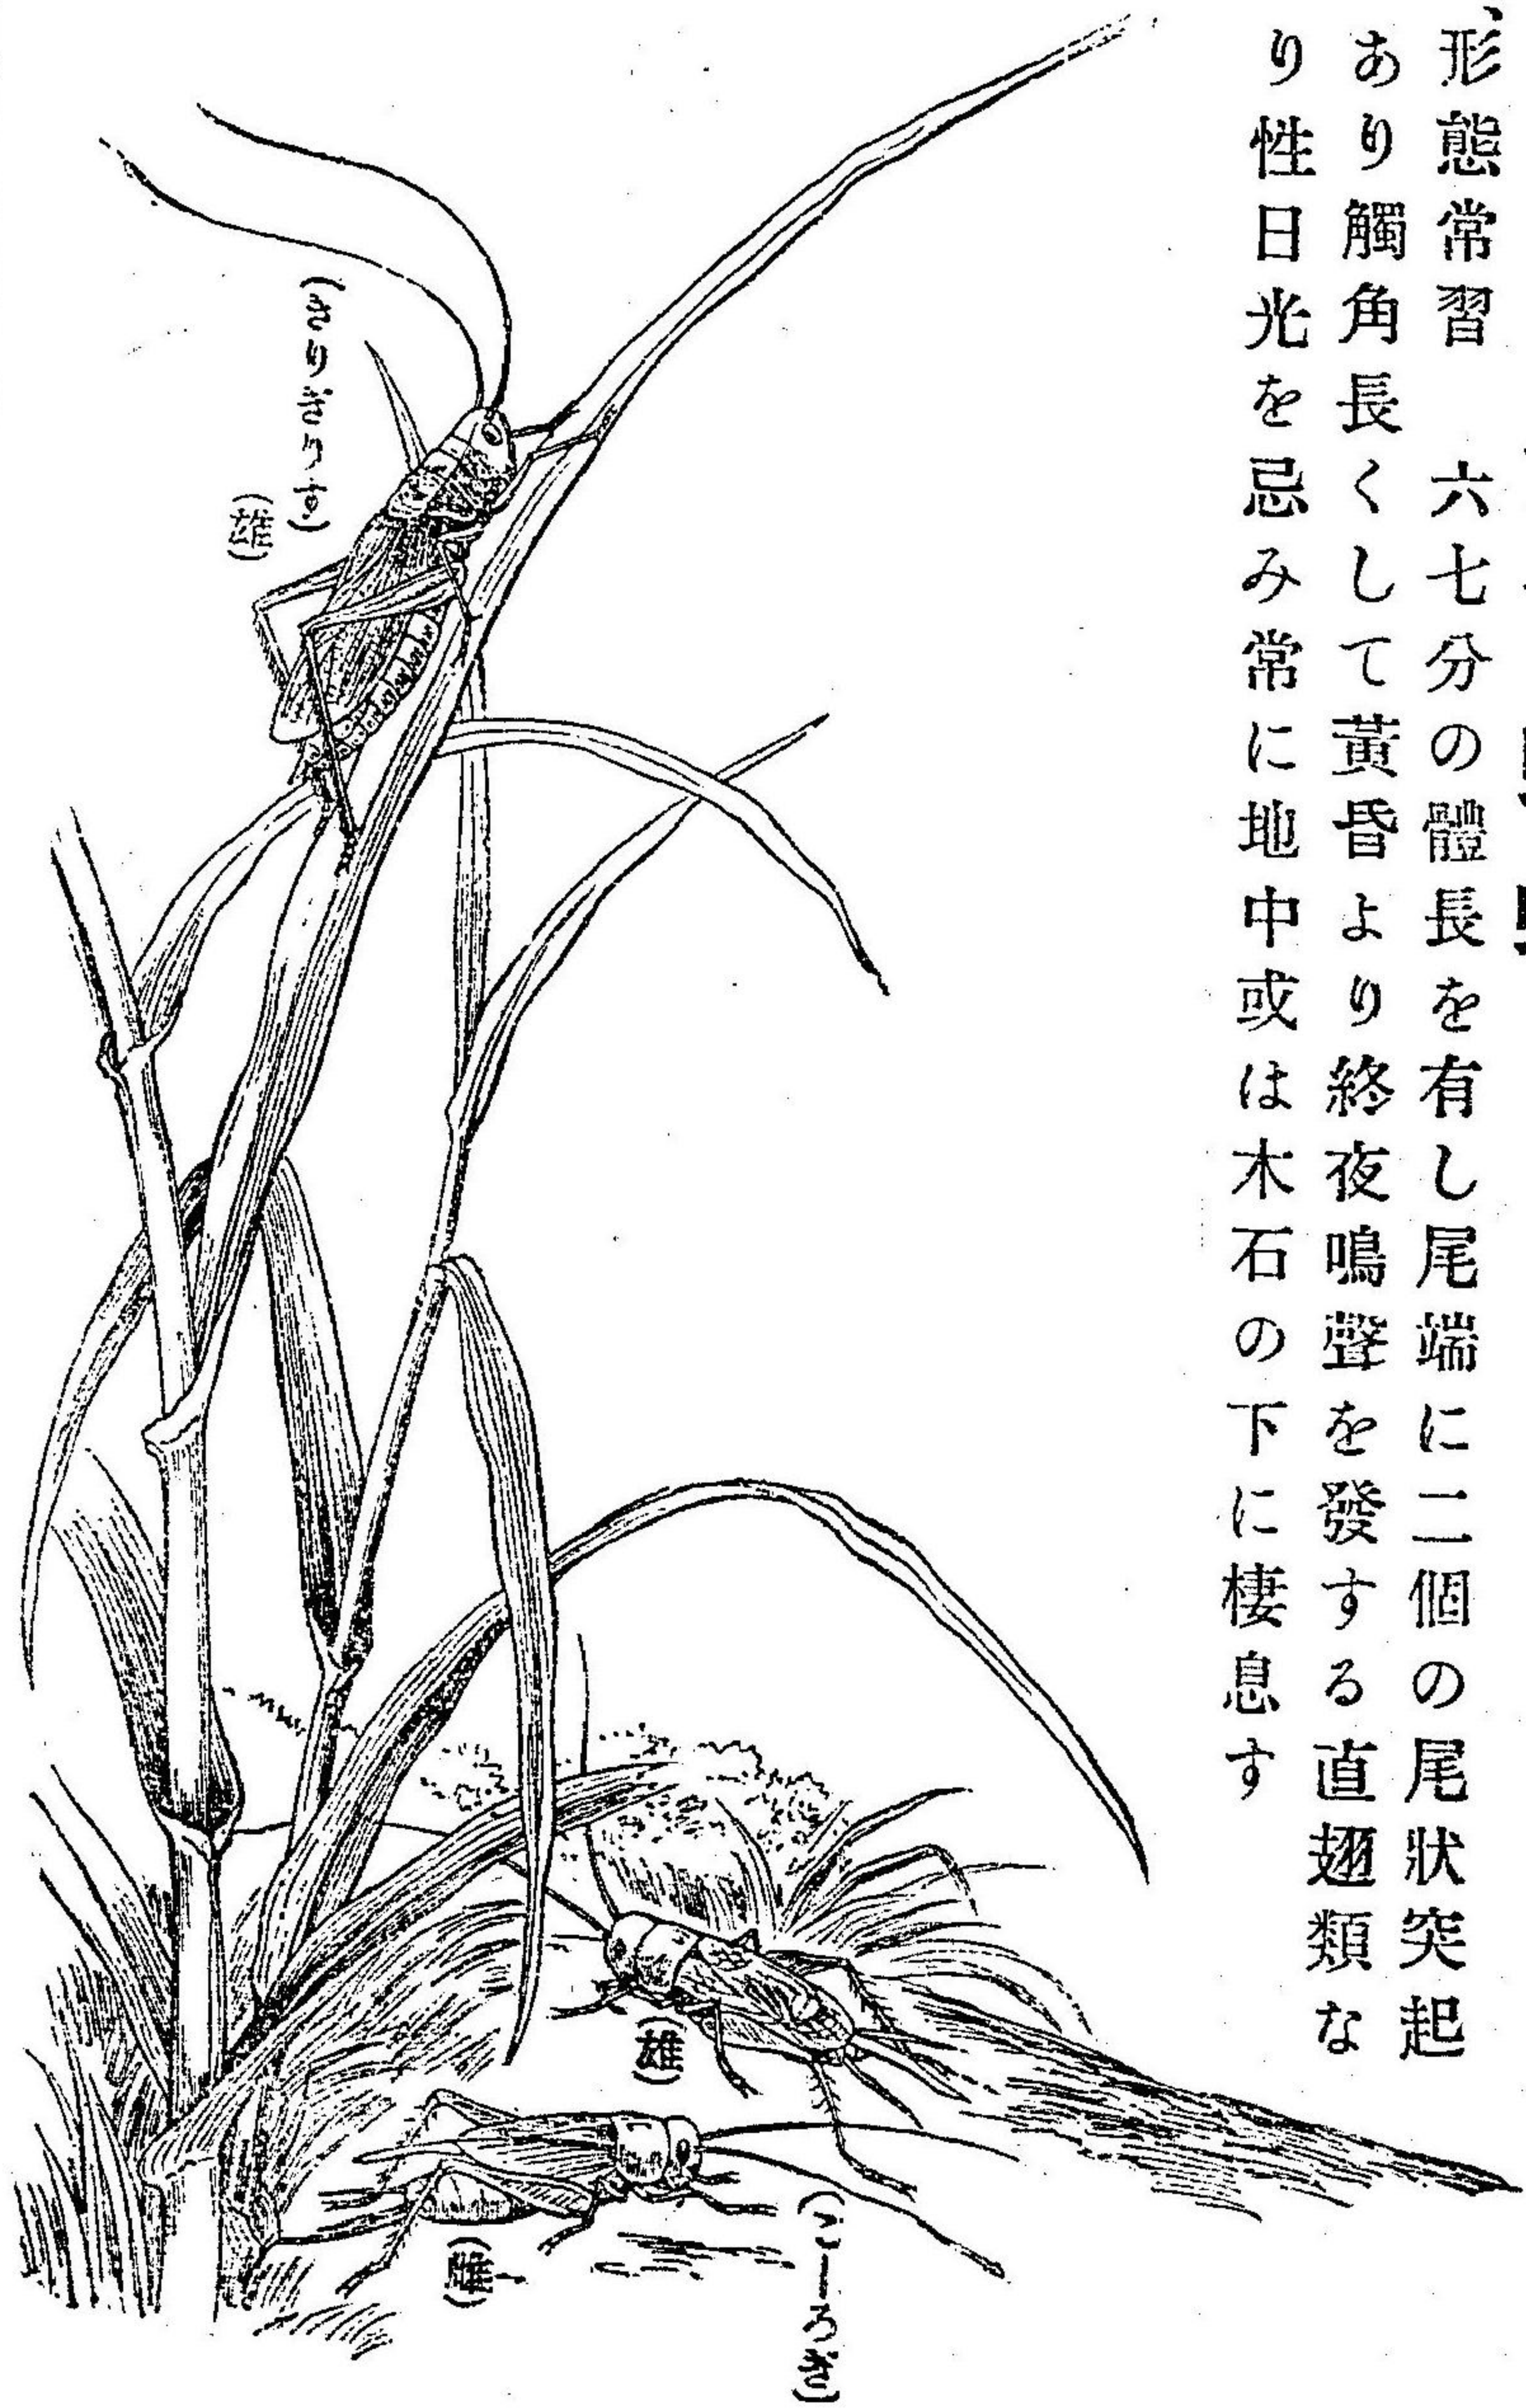 形態常習　六七分の體長を有し尾端に二個の尾狀突起
あり觸角長くして黃昏より終夜鳴聲を發する直翅類な
り性日光を忌み常に地中或は木石の下に棲息す
(きりぎりす)
(雄)
(雄)
(こーろぎ)
(雌)